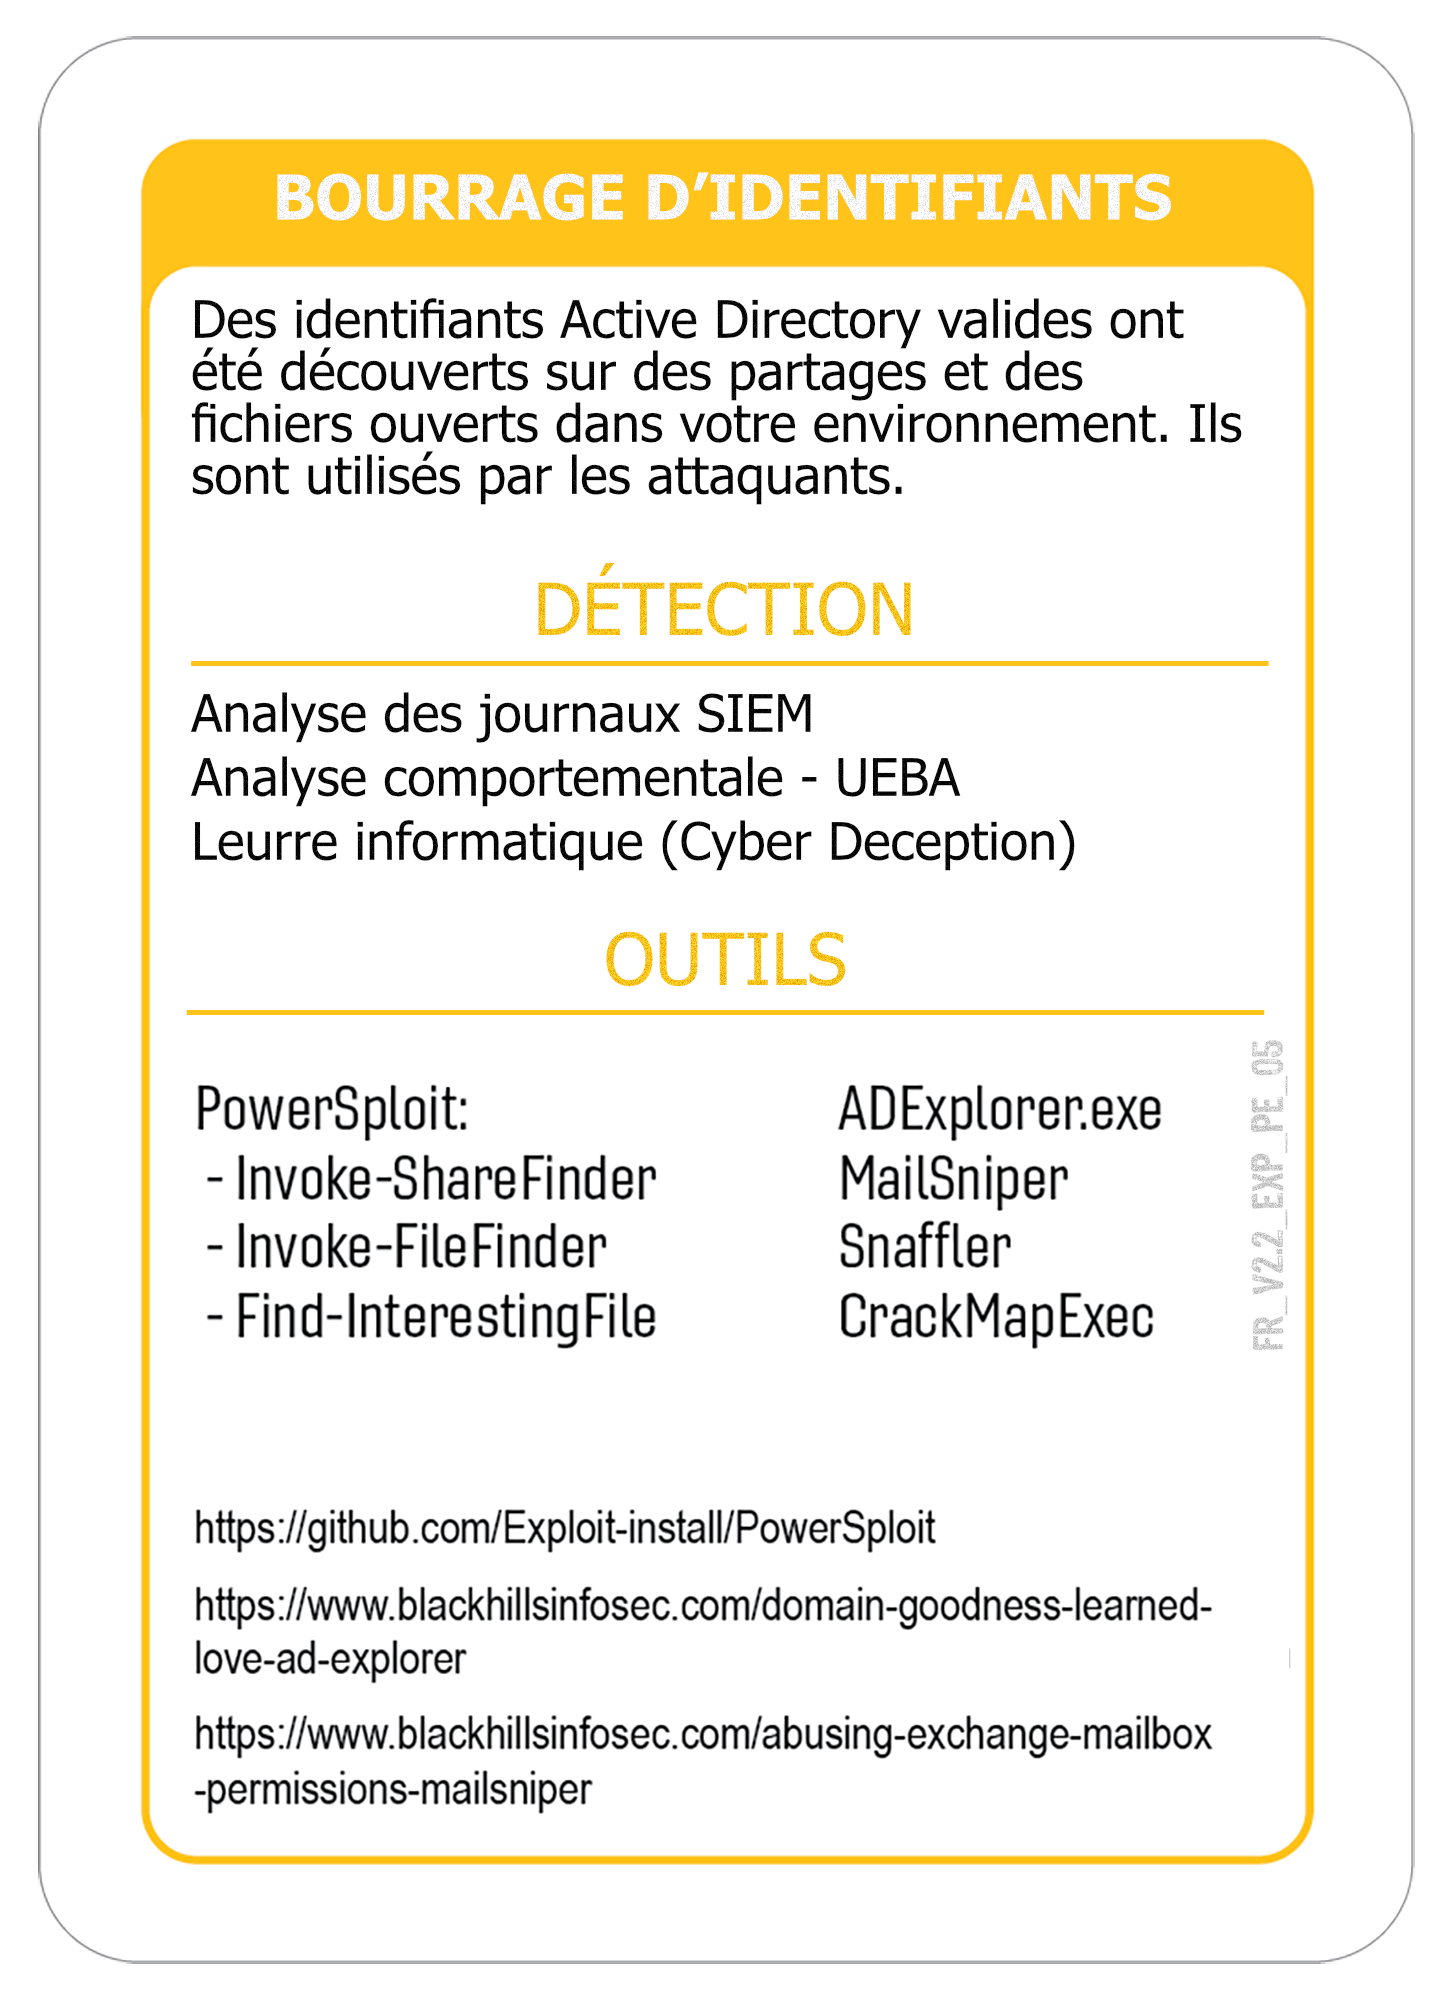 BOURRAGE D’IDENTIFIANTS
Des identifiants Active Directory valides ont
été découverts sur des partages et des
fichiers ouverts dans votre environnement. Ils
sont utilisés par les attaquants.
DÉTECTION
Analyse des journaux SIEM
Analyse comportementale - UEBA
Leurre informatique (Cyber Deception)
OUTILS
PowerSploit:
- Invoke-ShareFinder
- Invoke-FileFinder
- Find-InterestingFile
ADExplorer.exe
MailSniper
Snaffler
CrackMapExec
FR_V2.2_EXP_PE_05
https://github.com/Exploit-install/PowerSploit
https://www.blackhillsinfosec.com/domain-goodness-learned-
love-ad-explorer
https://www.blackhillsinfosec.com/abusing-exchange-mailbox
-permissions-mailsniper